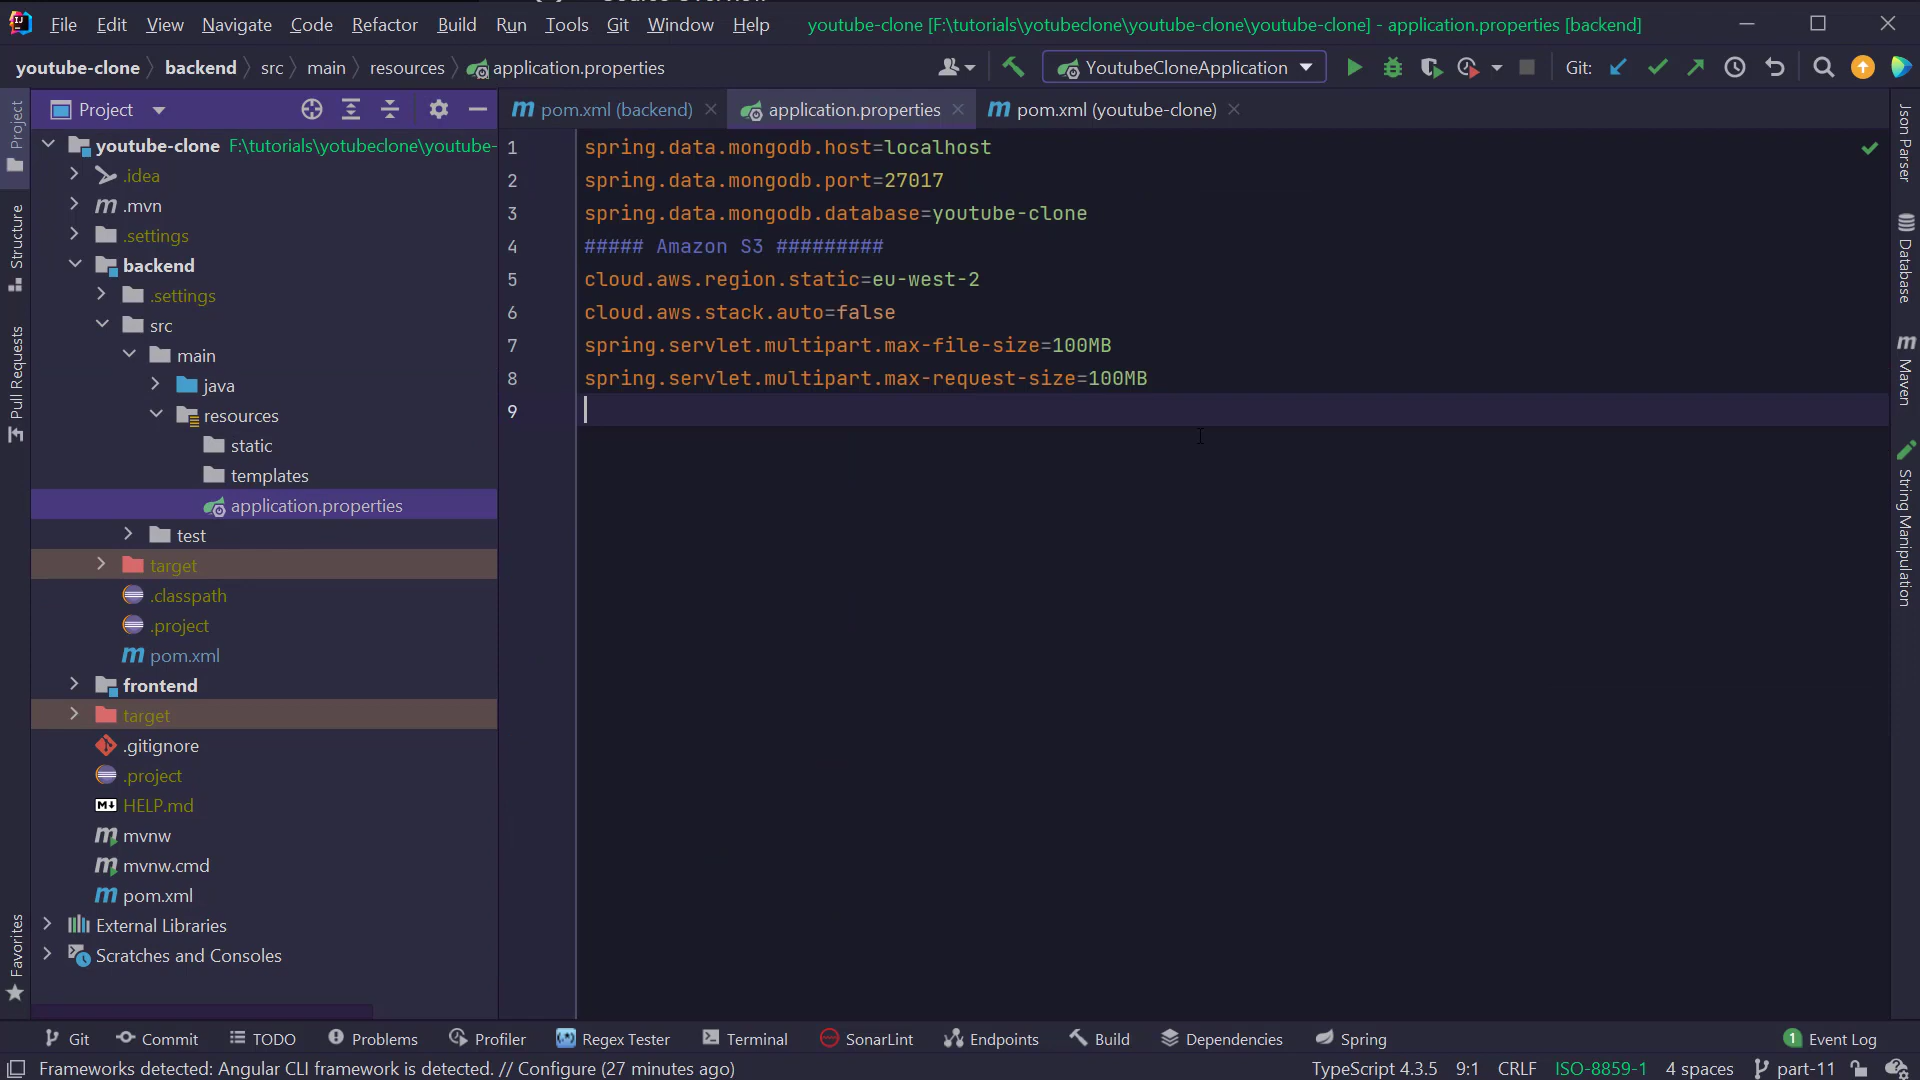 File Edit View Navigate Code Refactor Build Run Tools Git Window Help youtube-clone [F:\tutorials\yotubeclone\youtube-clone\youtube-clone] - application.properties [backend]
youtube-clone backend src main resources application.properties YoutubeCloneApplication Git:
Project pom.xml (backend) application.properties pom.xml (youtube-clone)
youtube-clone F:\tutorials\yotubeclone\youtube-
.idea
.mvn
.settings
backend
.settings
src
main
java
resources
static
templates
application.properties
test
target
.classpath
.project
pom.xml
frontend
target
.gitignore
.project
HELP.md
mvnw
mvnw.cmd
pom.xml
External Libraries
Scratches and Consoles
1 spring.data.mongodb.host=localhost
2 spring.data.mongodb.port=27017
3 spring.data.mongodb.database=youtube-clone
4 ##### Amazon S3 #########
5 cloud.aws.region.static=eu-west-2
6 cloud.aws.stack.auto=false
7 spring.servlet.multipart.max-file-size=100MB
8 spring.servlet.multipart.max-request-size=100MB
9
Project
Structure
Pull Requests
Favorites
Json Parser
Database
Maven
String Manipulation
Git Commit TODO Problems Profiler Regex Tester Terminal SonarLint Endpoints Build Dependencies Spring 1 Event Log
Frameworks detected: Angular CLI framework is detected. // Configure (27 minutes ago) TypeScript 4.3.5 9:1 CRLF ISO-8859-1 4 spaces part-11